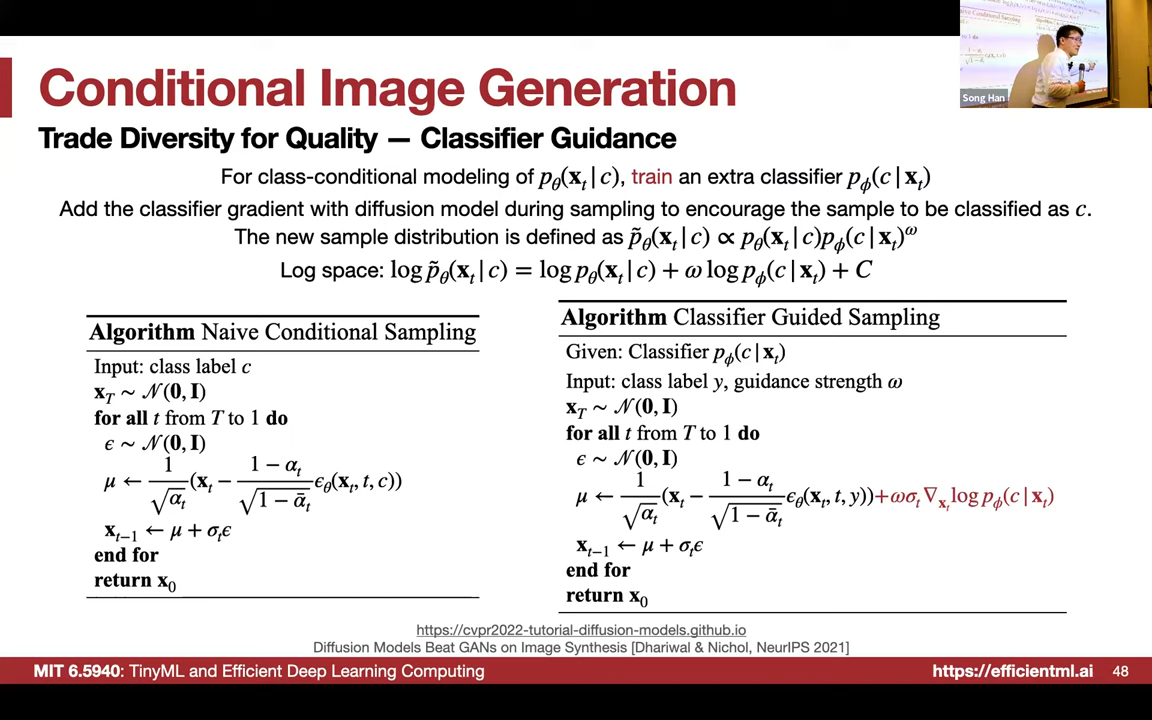 Conditional Image Generation
Song Han
Trade Diversity for Quality — Classifier Guidance
For class-conditional modeling of p_θ(x_t|c), train an extra classifier p_ϕ(c|x_t)
Add the classifier gradient with diffusion model during sampling to encourage the sample to be classified as c.
The new sample distribution is defined as p̃_θ(x_t|c) ∝ p_θ(x_t|c)p_ϕ(c|x_t)^ω
Log space: log p̃_θ(x_t|c) = log p_θ(x_t|c) + ω log p_ϕ(c|x_t) + C
Algorithm Naive Conditional Sampling
Input: class label c
x_T ∼ 𝒩(0, I)
for all t from T to 1 do
ϵ ∼ 𝒩(0, I)
μ ← 1/√α_t (x_t − (1 − α_t)/√(1 − ᾱ_t) ϵ_θ(x_t, t, c))
x_{t−1} ← μ + σ_tϵ
end for
return x_0
Algorithm Classifier Guided Sampling
Given: Classifier p_ϕ(c|x_t)
Input: class label y, guidance strength ω
x_T ∼ 𝒩(0, I)
for all t from T to 1 do
ϵ ∼ 𝒩(0, I)
μ ← 1/√α_t (x_t − (1 − α_t)/√(1 − ᾱ_t) ϵ_θ(x_t, t, y))+ωσ_t∇_{x_t} log p_ϕ(c|x_t)
x_{t−1} ← μ + σ_tϵ
end for
return x_0
https://cvpr2022-tutorial-diffusion-models.github.io
Diffusion Models Beat GANs on Image Synthesis [Dhariwal & Nichol, NeurIPS 2021]
MIT 6.5940: TinyML and Efficient Deep Learning Computing
https://efficientml.ai
48